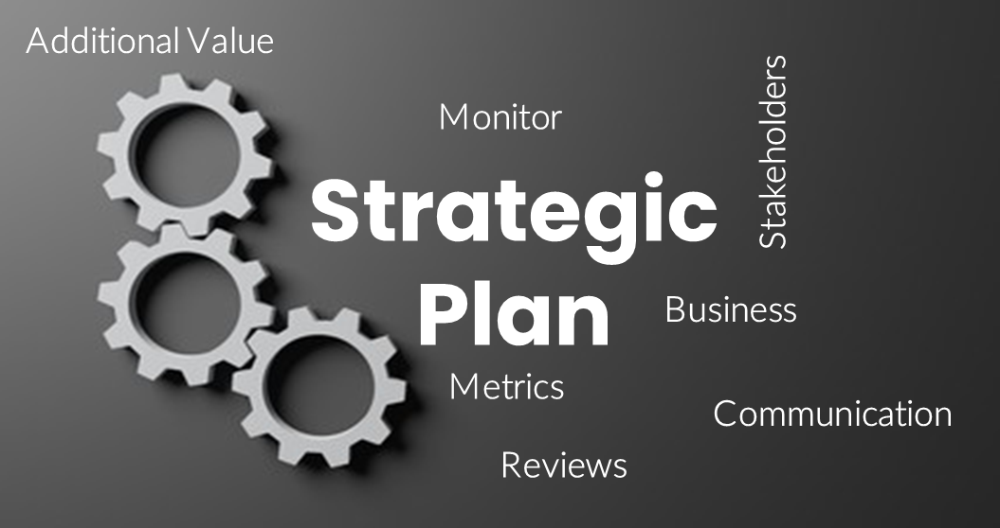 Additional Value
Monitor
Stakeholders
Strategic
Plan
Business
Metrics
Communication
Reviews